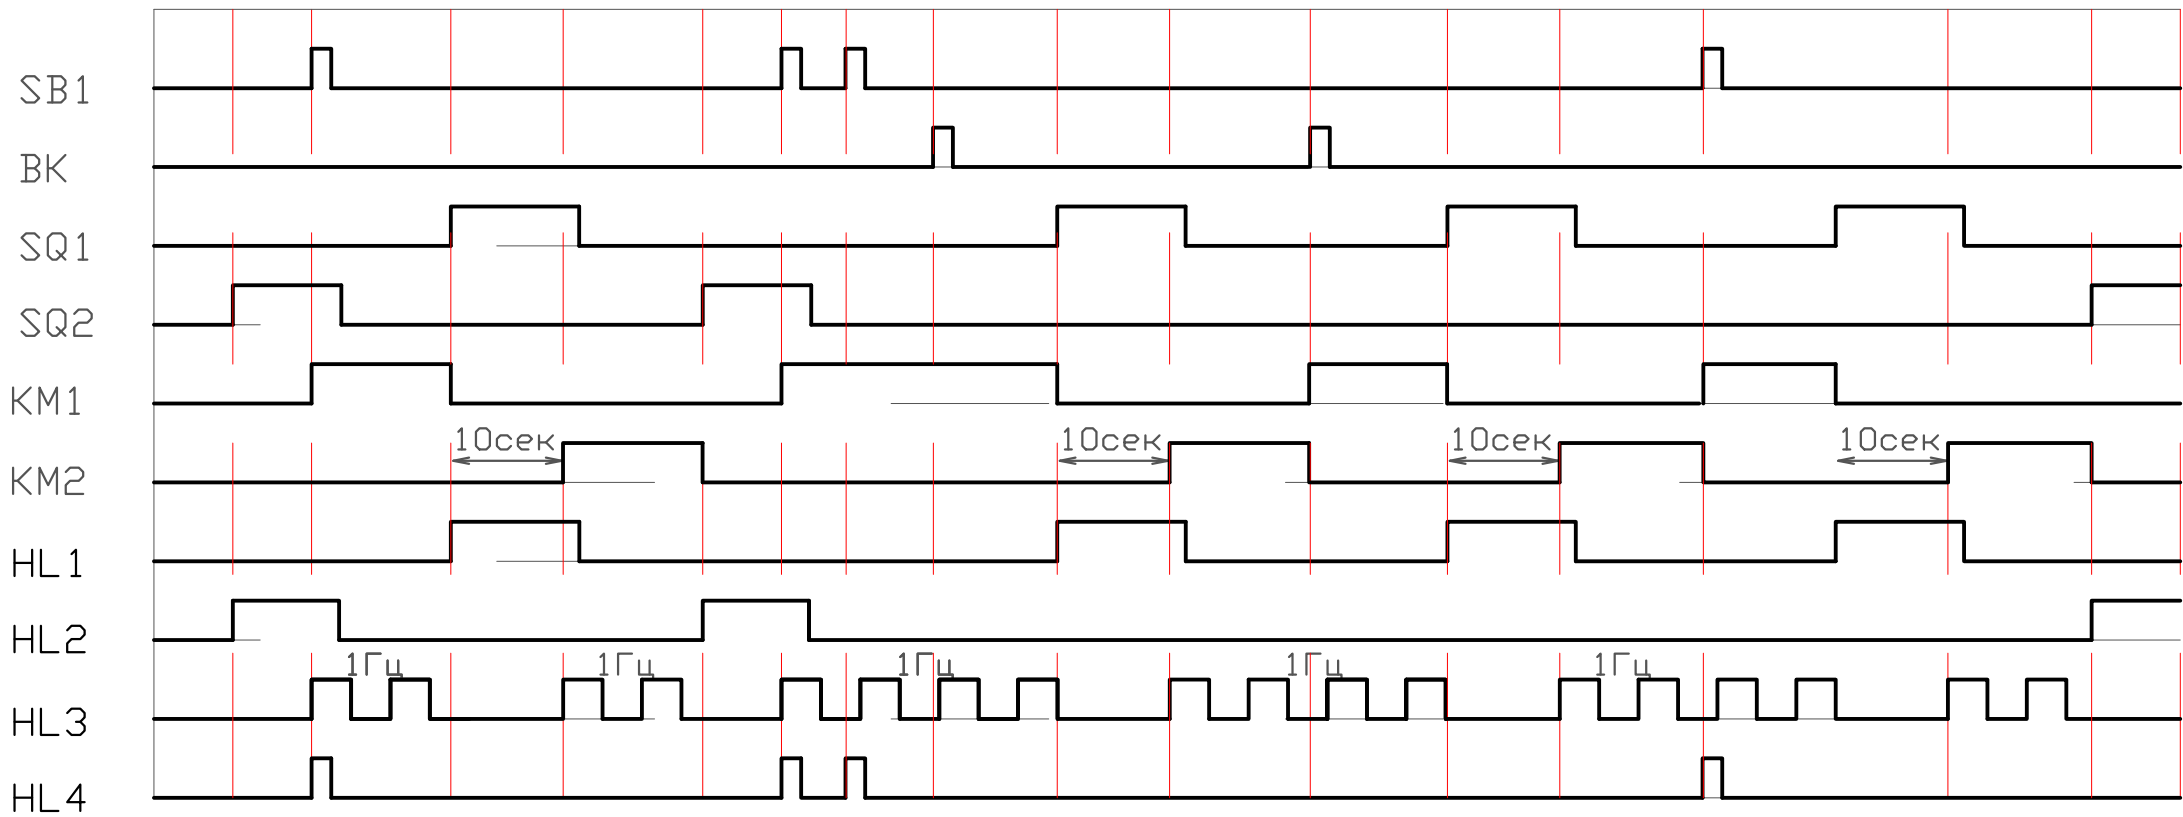 SB1
BK
SQ1
SQ2
KM1
10сек 10сек 10сек 10сек
KM2
HL1
HL2
1Гц 1Гц 1Гц 1Гц 1Гц
HL3
HL4